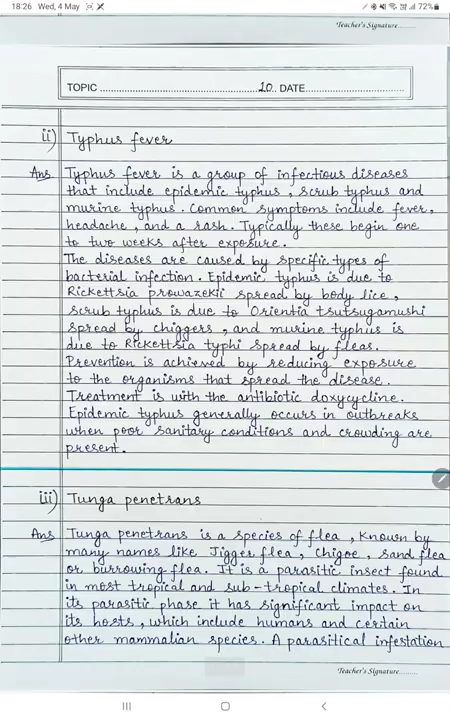 18:26 Wed, 4 May
72%
Teacher's Signature..........
TOPIC ........................................................ 20.. DATE...................................
ii) Typhus fever
Ans Typhus fever is a group of infectious diseases
that include epidemic typhus, scrub typhus and
murine typhus. Common symptoms include fever,
headache, and a rash. Typically these begin one
to two weeks after exposure.
The diseases are caused by specific types of
bacterial infection. Epidemic typhus is due to
Rickettsia prowazekii spread by body lice,
scrub typhus is due to Orientia tsutsugamushi
spread by chiggers, and murine typhus is
due to Rickettsia typhi spread by fleas.
Prevention is achieved by reducing exposure
to the organisms that spread the disease.
Treatment is with the antibiotic doxycycline.
Epidemic typhus generally occurs in outbreaks
when poor sanitary conditions and crowding are
present.
iii) Tunga penetrans
Ans Tunga penetrans is a species of flea, known by
many names like Jigger flea, Chigoe, sand flea
or burrowing flea. It is a parasitic insect found
in most tropical and sub-tropical climates. In
its parasitic phase it has significant impact on
its hosts, which include humans and certain
other mammalian species. A parasitical infestation
Teacher's Signature..........